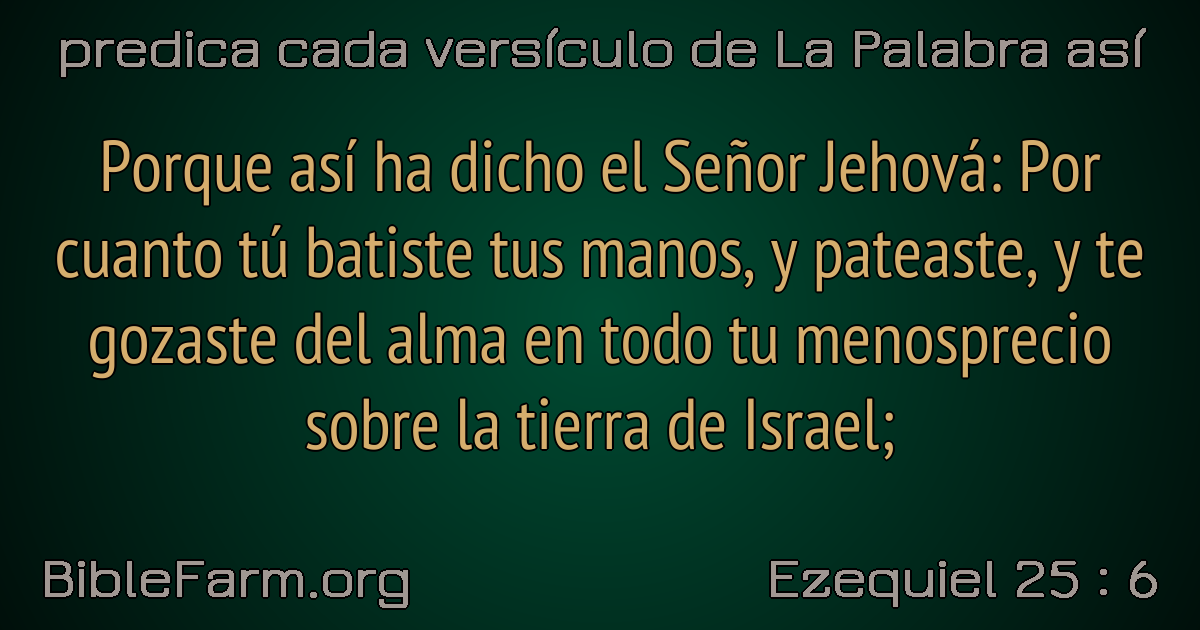 predica cada versículo de La Palabra así
Porque así ha dicho el Señor Jehová: Por
cuanto tú batiste tus manos, y pateaste, y te
gozaste del alma en todo tu menosprecio
sobre la tierra de Israel;
BibleFarm.org
Ezequiel 25 : 6